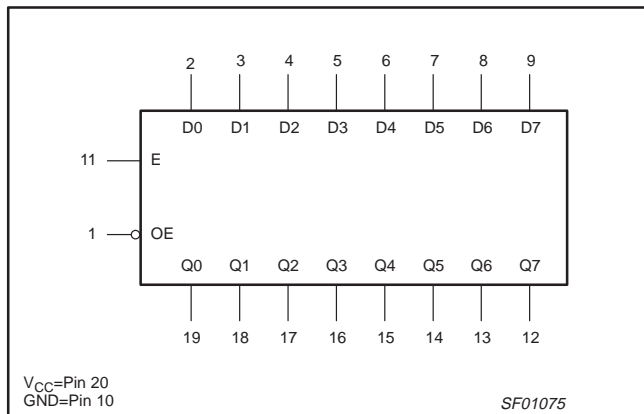 2 3 4 5 6 7 8 9
D0 D1 D2 D3 D4 D5 D6 D7
11 E
1 OE
Q0 Q1 Q2 Q3 Q4 Q5 Q6 Q7
19 18 17 16 15 14 13 12
VCC=Pin 20
GND=Pin 10
SF01075